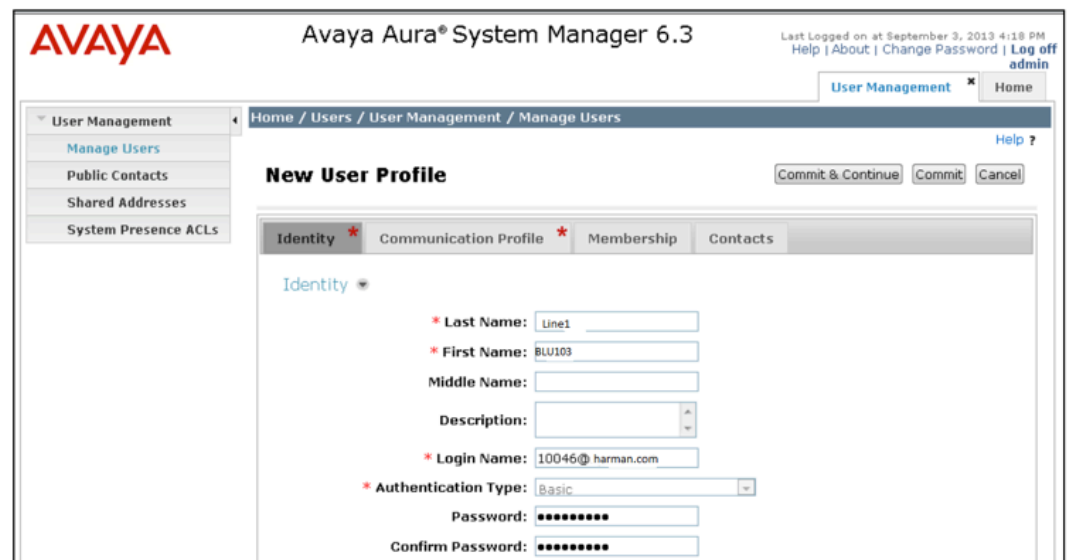 AVAYA
Avaya Aura® System Manager 6.3
Last Logged on at September 3, 2013 4:18 PM
Help | About | Change Password | Log off
admin
User Management × Home
User Management
Manage Users
Public Contacts
Shared Addresses
System Presence ACLs
Home / Users / User Management / Manage Users
Help ?
New User Profile
Commit & Continue Commit Cancel
Identity * Communication Profile * Membership Contacts
Identity
* Last Name: Line1
* First Name: BLU103
Middle Name:
Description:
* Login Name: 10046@ harman.com
* Authentication Type: Basic
Password: •••••••••
Confirm Password: •••••••••